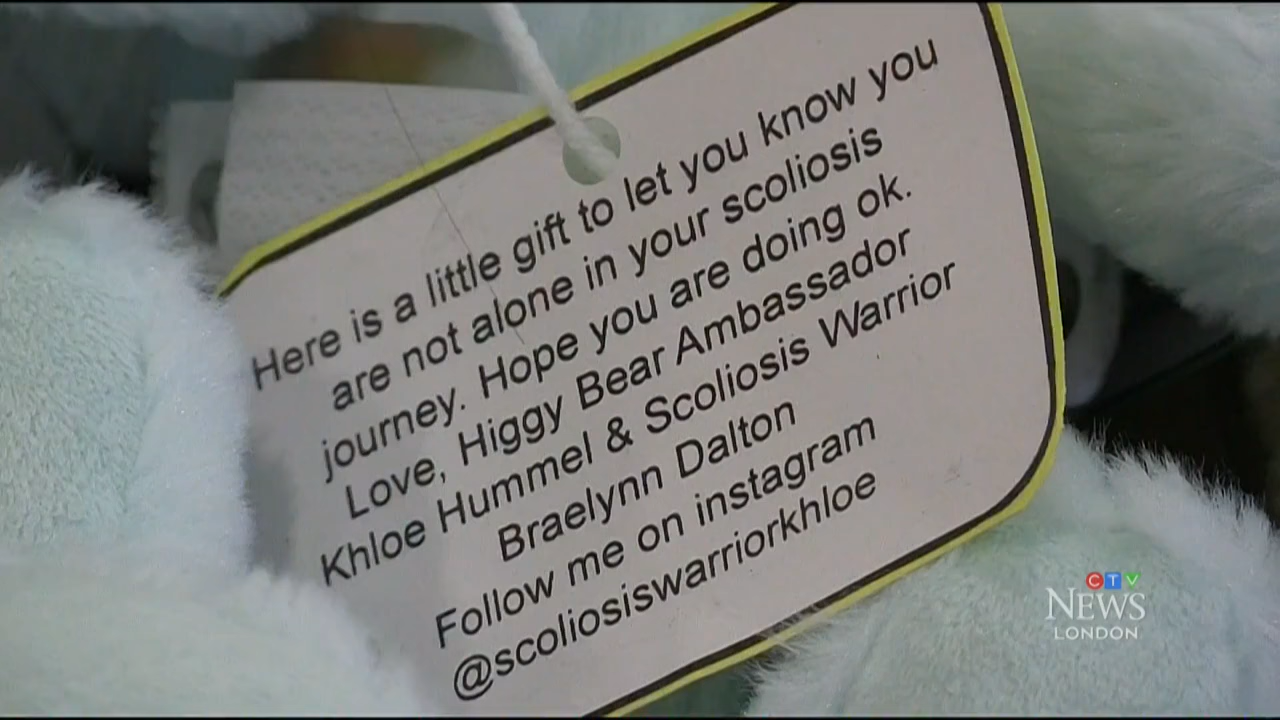 Here is a little gift to let you know you
are not alone in your scoliosis
journey. Hope you are doing ok.
Love, Higgy Bear Ambassador
Khloe Hummel & Scoliosis Warrior
Braelynn Dalton
Follow me on instagram
@scoliosiswarriorkhloe
CTV
NEWS
LONDON